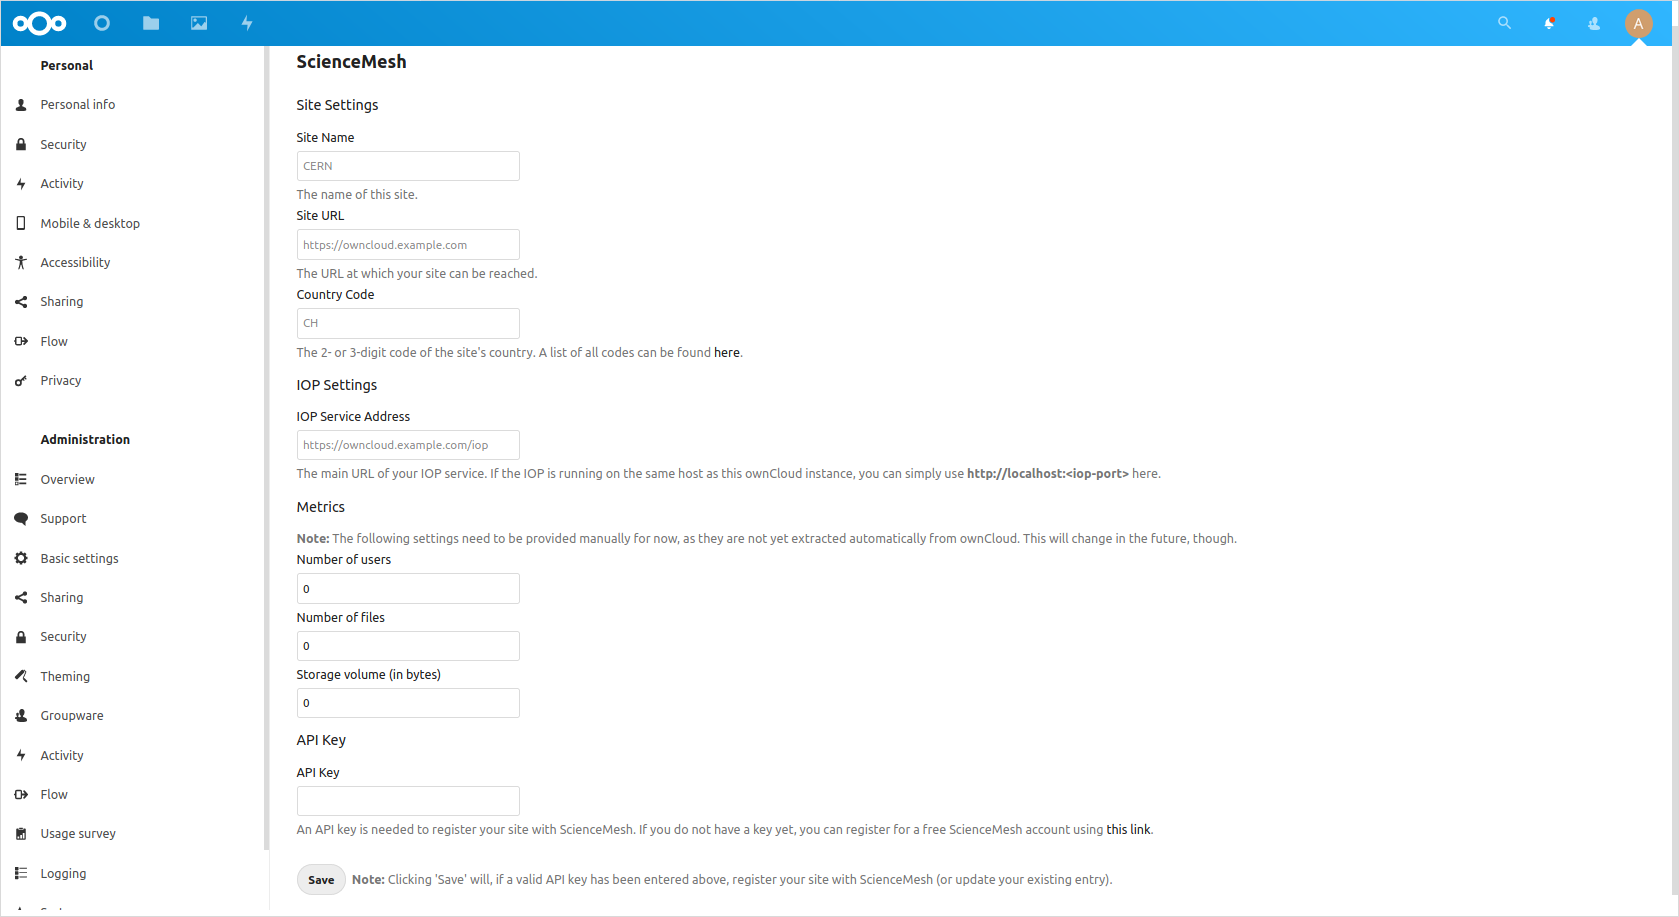 A
Personal
Personal info
Security
Activity
Mobile & desktop
Accessibility
Sharing
Flow
Privacy
Administration
Overview
Support
Basic settings
Sharing
Security
Theming
Groupware
Activity
Flow
Usage survey
Logging
ScienceMesh
Site Settings
Site Name
CERN
The name of this site.
Site URL
https://owncloud.example.com
The URL at which your site can be reached.
Country Code
CH
The 2- or 3-digit code of the site's country. A list of all codes can be found here.
IOP Settings
IOP Service Address
https://owncloud.example.com/iop
The main URL of your IOP service. If the IOP is running on the same host as this ownCloud instance, you can simply use http://localhost:<iop-port> here.
Metrics
Note: The following settings need to be provided manually for now, as they are not yet extracted automatically from ownCloud. This will change in the future, though.
Number of users
0
Number of files
0
Storage volume (in bytes)
0
API Key
API Key
An API key is needed to register your site with ScienceMesh. If you do not have a key yet, you can register for a free ScienceMesh account using this link.
Save Note: Clicking 'Save' will, if a valid API key has been entered above, register your site with ScienceMesh (or update your existing entry).